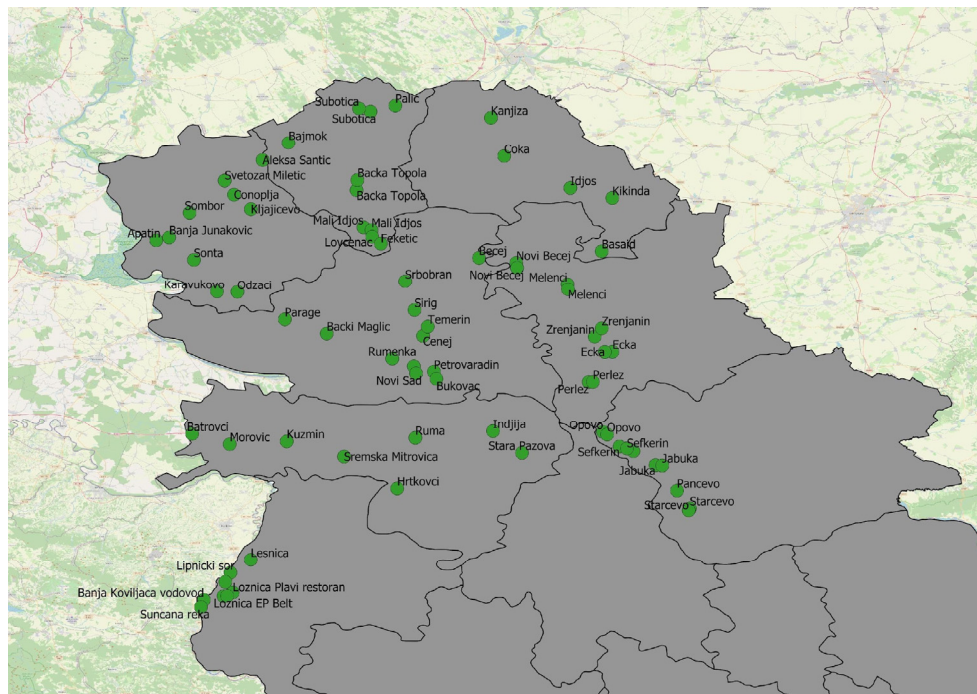 Subotica
Palic
Subotica
Kanjiza
Bajmok
Coka
Aleksa Santic
Svetozar Miletic
Backa Topola
Idjos
Conoplja
Backa Topola
Kikinda
Kljajicevo
Sombor
Mali Idjos
Mali Idjos
Apatin
Banja Junakovic
Lovcenac
Feketic
Becej
Basaid
Sonta
Novi Becej
Novi Becej
Melenci
Srbobran
Karavukovo
Odzaci
Melenci
Sirig
Parage
Temerin
Zrenjanin
Backi Maglic
Cenej
Zrenjanin
Rumenka
Ecka
Ecka
Petrovaradin
Novi Sad
Bukovac
Perlez
Perlez
Batrovci
Indjija
Opovo
Opovo
Morovic
Kuzmin
Ruma
Stara Pazova
Sefkerin
Sefkerin
Sremska Mitrovica
Jabuka
Jabuka
Hrtkovci
Pancevo
Starcevo
Starcevo
Lesnica
Lipnicki sor
Loznica Plavi restoran
Banja Koviljaca vodovod
Loznica EP Belt
Suncana reka